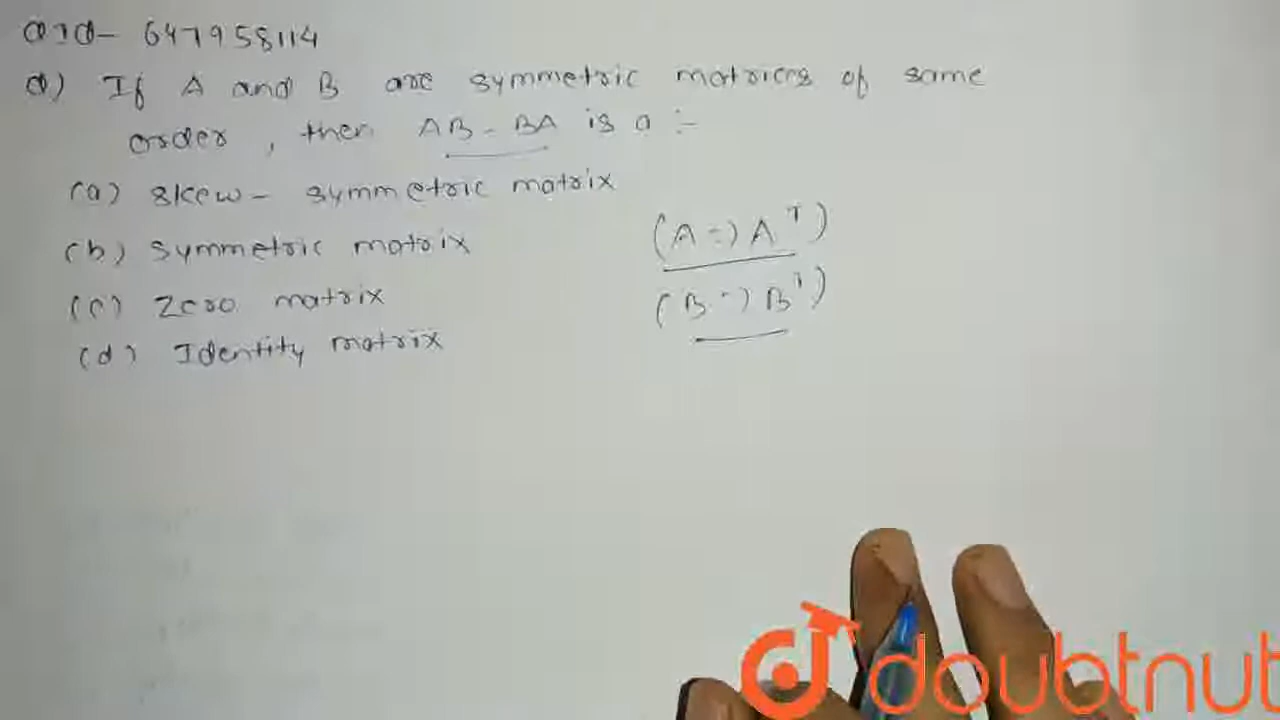 QID- 647958114
Q) If A and B are symmetric matrices of same
order, then AB - BA is a :-
(a) skew- symmetric matrix
(b) symmetric matrix
(c) Zero matrix
(d) Identity matrix
(A => A^T)
(B => B^T)
doubtnut